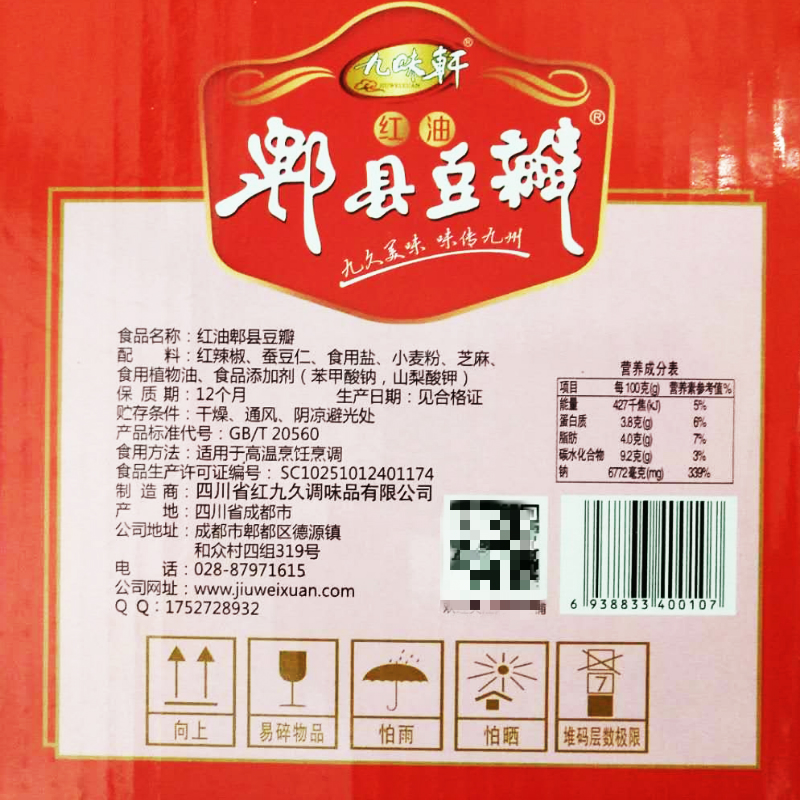 九味軒®
JIUWEIXUAN
红油
郫县豆瓣®
九久美味 味传九州
食品名称：红油郫县豆瓣
配 料：红辣椒、蚕豆仁、食用盐、小麦粉、芝麻、
食用植物油、食品添加剂（苯甲酸钠，山梨酸钾）
保 质 期：12个月 生产日期：见合格证
贮存条件：干燥、通风、阴凉避光处
产品标准代号：GB/T 20560
食用方法：适用于高温烹饪烹调
食品生产许可证编号：SC10251012401174
制 造 商：四川省红九久调味品有限公司
产 地：四川省成都市
公司地址：成都市郫都区德源镇
和众村四组319号
电 话：028-87971615
公司网址：www.jiuweixuan.com
Q Q：1752728932
营养成分表
项目 每100克(g) 营养素参考值%
能量 427千焦(kJ) 5%
蛋白质 3.8克(g) 6%
脂肪 4.0克(g) 7%
碳水化合物 9.2克(g) 3%
钠 6772毫克(mg) 339%
6 938833 400107
向上
易碎物品
怕雨
怕晒
7
堆码层数极限